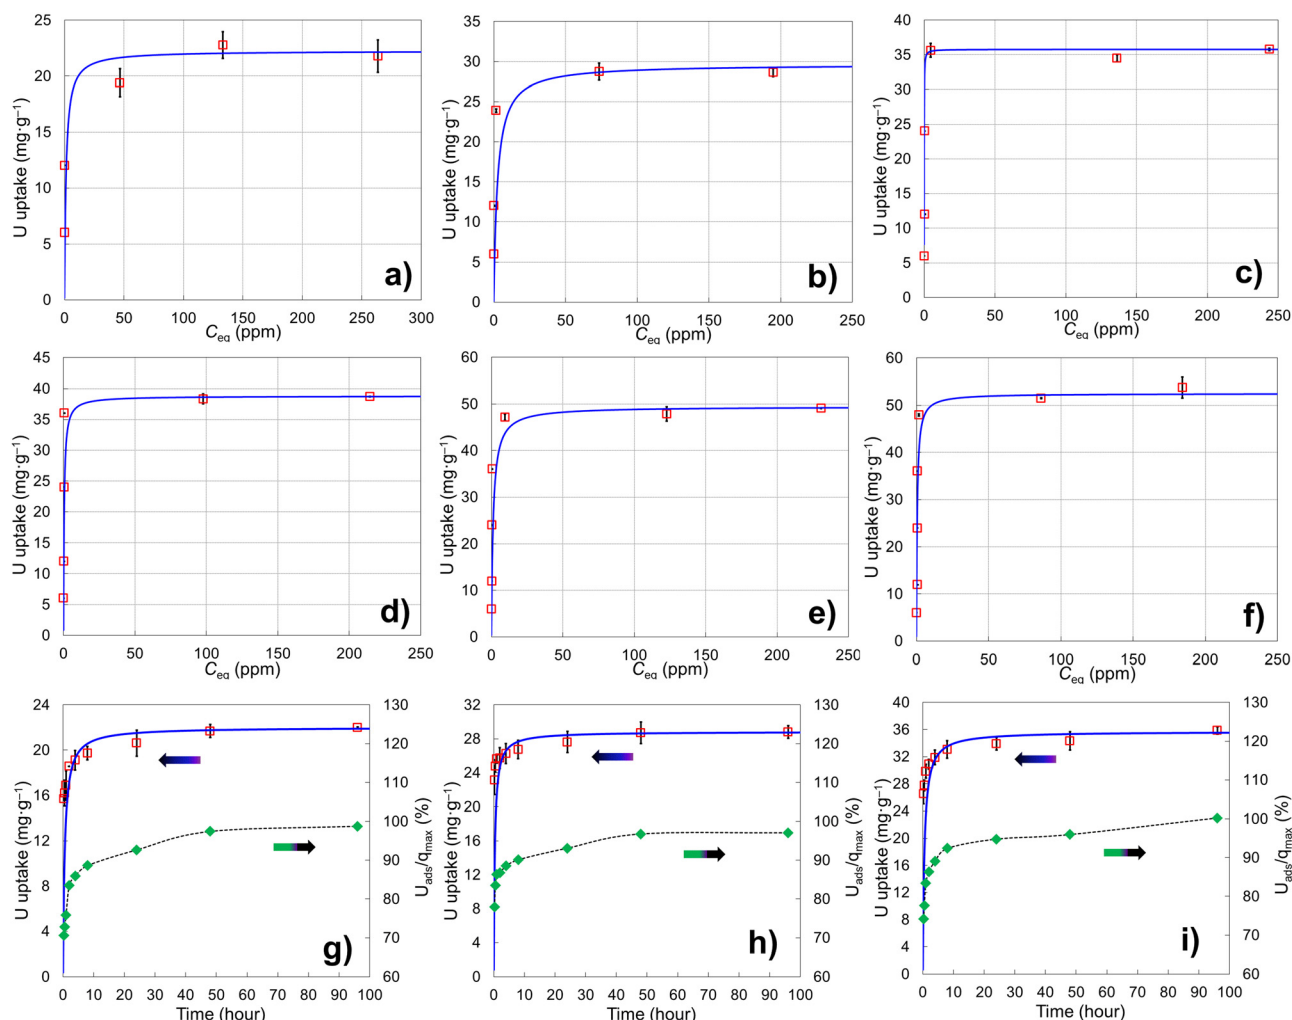 25
20
15
10
5
0
0 50 100 150 200 250 300
U uptake (mg·g⁻¹)
Ceq (ppm)
a)
35
30
25
20
15
10
5
0
0 50 100 150 200 250
U uptake (mg·g⁻¹)
Ceq (ppm)
b)
40
35
30
25
20
15
10
5
0
0 50 100 150 200 250
U uptake (mg·g⁻¹)
Ceq (ppm)
c)
45
40
35
30
25
20
15
10
5
0
0 50 100 150 200 250
U uptake (mg·g⁻¹)
Ceq (ppm)
d)
60
50
40
30
20
10
0
0 50 100 150 200 250
U uptake (mg·g⁻¹)
Ceq (ppm)
e)
60
50
40
30
20
10
0
0 50 100 150 200 250
U uptake (mg·g⁻¹)
Ceq (ppm)
f)
24
20
16
12
8
4
0
0 10 20 30 40 50 60 70 80 90 100
130
120
110
100
90
80
70
60
U uptake (mg·g⁻¹)
Uads/qmax (%)
Time (hour)
g)
32
28
24
20
16
12
8
4
0
0 10 20 30 40 50 60 70 80 90 100
130
120
110
100
90
80
70
60
U uptake (mg·g⁻¹)
Uads/qmax (%)
Time (hour)
h)
40
36
32
28
24
20
16
12
8
4
0
0 10 20 30 40 50 60 70 80 90 100
130
120
110
100
90
80
70
60
U uptake (mg·g⁻¹)
Uads/qmax (%)
Time (hour)
i)